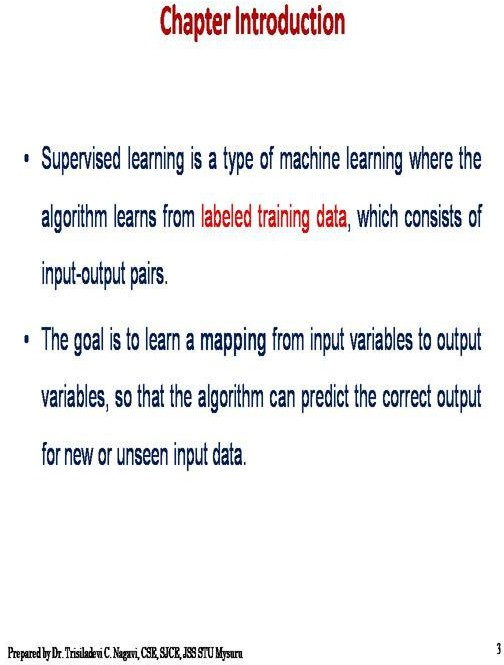 Chapter Introduction
• Supervised learning is a type of machine learning where the
algorithm learns from labeled training data, which consists of
input-output pairs.
• The goal is to learn a mapping from input variables to output
variables, so that the algorithm can predict the correct output
for new or unseen input data.
Prepared by Dr. Trisiladevi C. Nagavi, CSE, SJCE, JSS STU Mysuru
3